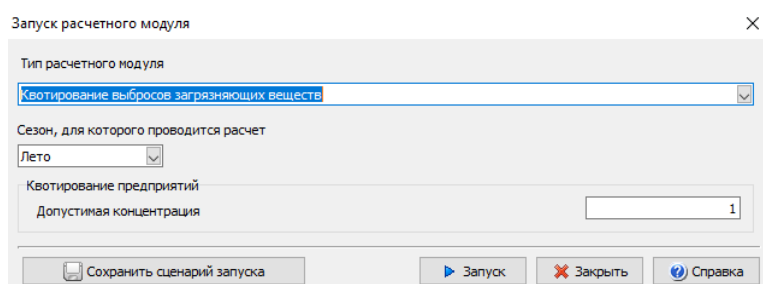 Запуск расчетного модуля
Тип расчетного модуля
Квотирование выбросов загрязняющих веществ
Сезон, для которого проводится расчет
Лето
Квотирование предприятий
Допустимая концентрация 1
Сохранить сценарий запуска Запуск Закрыть Справка